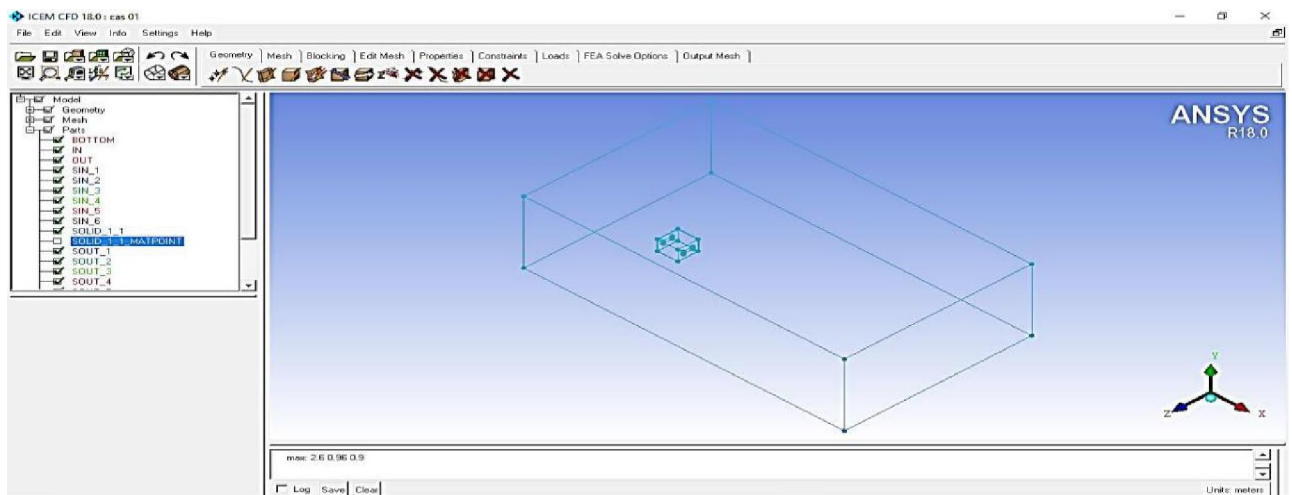 ICEM CFD 18.0 : cas 01
File Edit View Info Settings Help
Geometry Mesh Blocking Edit Mesh Properties Constraints Loads FEA Solve Options Output Mesh
Model
Geometry
Mesh
Parts
BOTTOM
IN
OUT
SIN_1
SIN_2
SIN_3
SIN_4
SIN_5
SIN_6
SOLID_1_1
SOLID_1_1_MATPOINT
SOUT_1
SOUT_2
SOUT_3
SOUT_4
ANSYS
R18.0
Y
Z
X
max: 2.6 0.96 0.9
Log Save Clear
Units: meters